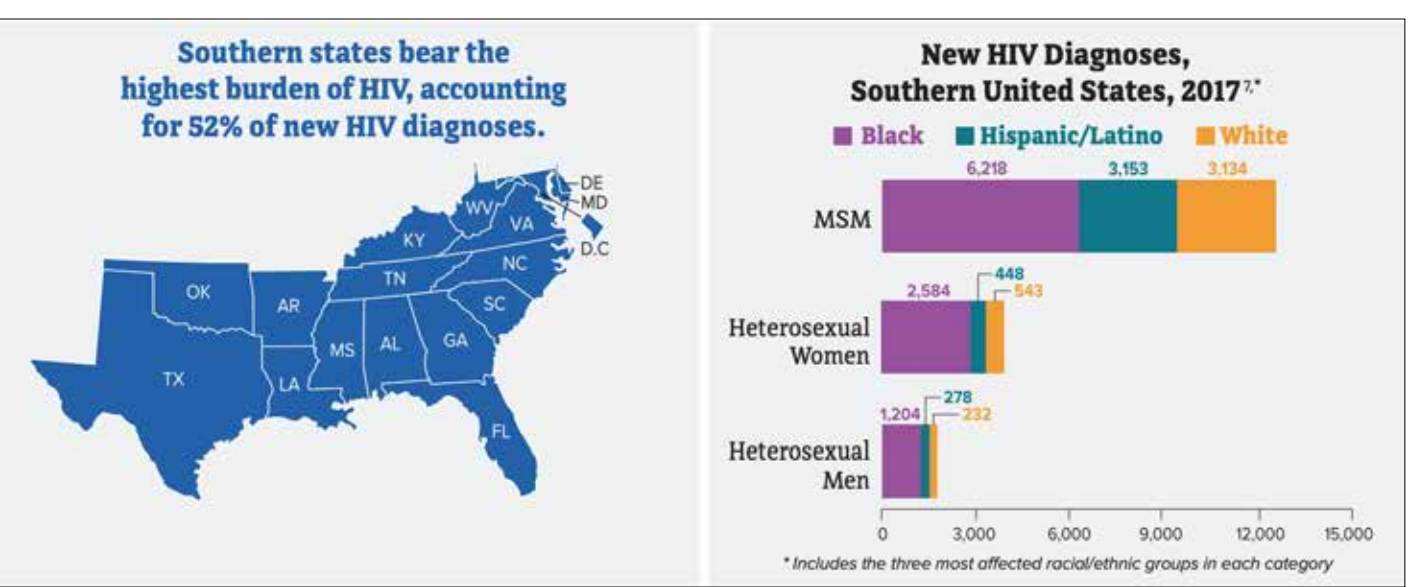 Southern states bear the
highest burden of HIV, accounting
for 52% of new HIV diagnoses.
DE
MD
WV
VA
D.C
KY
NC
TN
OK
AR
SC
MS
AL
GA
TX
LA
FL
New HIV Diagnoses,
Southern United States, 2017⁷,*
Black Hispanic/Latino White
6,218 3,153 3,134
MSM
448
2,584 543
Heterosexual
Women
278
1,204 232
Heterosexual
Men
0 3,000 6,000 9,000 12,000 15,000
* Includes the three most affected racial/ethnic groups in each category